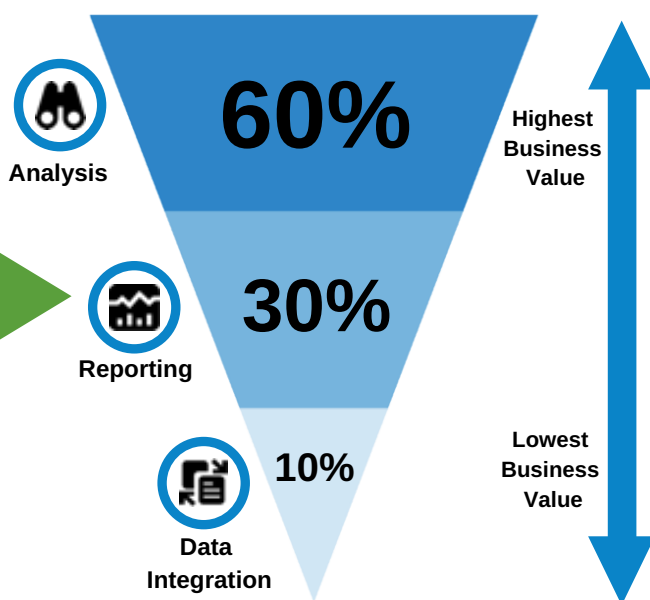 60%
Analysis
Highest
Business
Value
30%
Reporting
10%
Data
Integration
Lowest
Business
Value